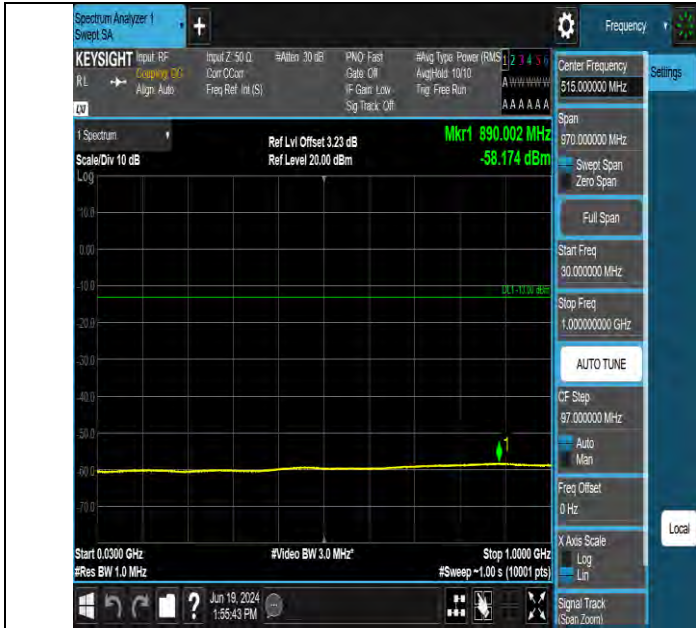 Spectrum Analyzer 1
Swept SA
+
Frequency
KEYSIGHT
RL
Input: RF
Coupling: DC
Align: Auto
Input Z: 50 Ω
Corr CCorr
Freq Ref: Int (S)
#Atten: 30 dB
PNO: Fast
Gate: Off
IF Gain: Low
Sig Track: Off
#Avg Type: Power (RMS
Avg|Hold: 10/10
Trig: Free Run
1 2 3 4 5 6
A W W W W W
A A A A A A
1 Spectrum
Scale/Div 10 dB
Log
Ref Lvl Offset 3.23 dB
Ref Level 20.00 dBm
Mkr1 890.002 MHz
-58.174 dBm
10.0
0.00
-10.0
DL1 -13.00 dBm
-20.0
-30.0
-40.0
-50.0
1
-60.0
-70.0
Start 0.0300 GHz
#Res BW 1.0 MHz
#Video BW 3.0 MHz*
Stop 1.0000 GHz
#Sweep ~1.00 s (10001 pts)
Center Frequency
515.000000 MHz
Settings
Span
970.000000 MHz
Swept Span
Zero Span
Full Span
Start Freq
30.000000 MHz
Stop Freq
1.000000000 GHz
AUTO TUNE
CF Step
97.000000 MHz
Auto
Man
Freq Offset
0 Hz
X Axis Scale
Log
Lin
Local
Signal Track
(Span Zoom)
?
Jun 19, 2024
1:55:43 PM